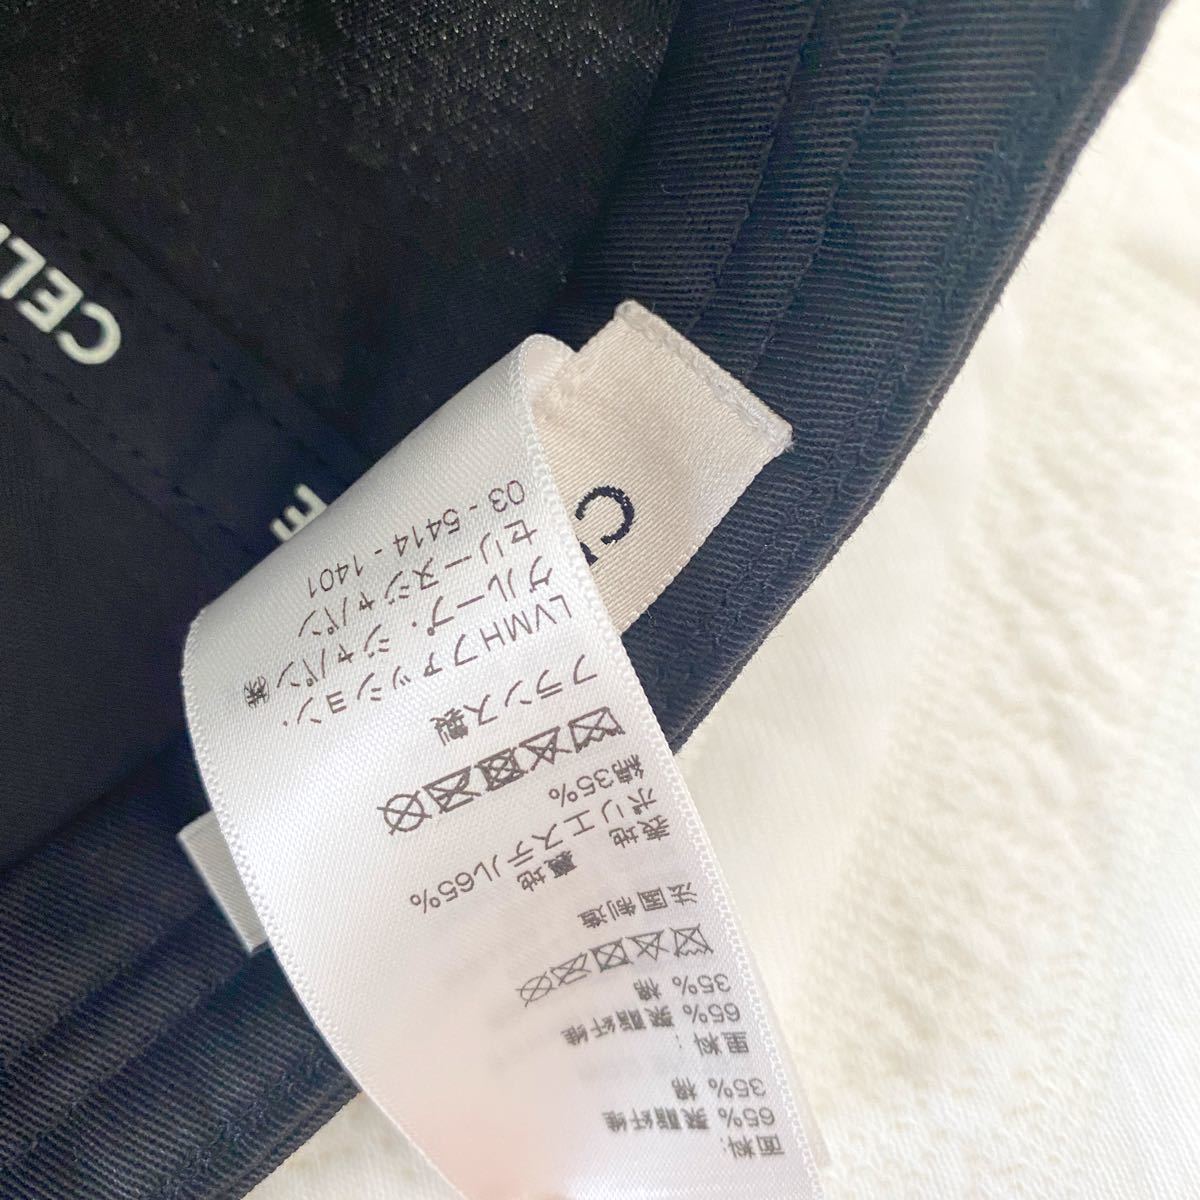 CEL
E
C
面料:
65% 聚酯纤维
35% 棉
里料:
65% 聚酯纤维
35% 棉
法国制造
表地 裏地
ポリエステル65%
綿35%
フランス製
LVMHファッション・
グループ・ジャパン㈱
セリーヌジャパン
03 - 5414 - 1401